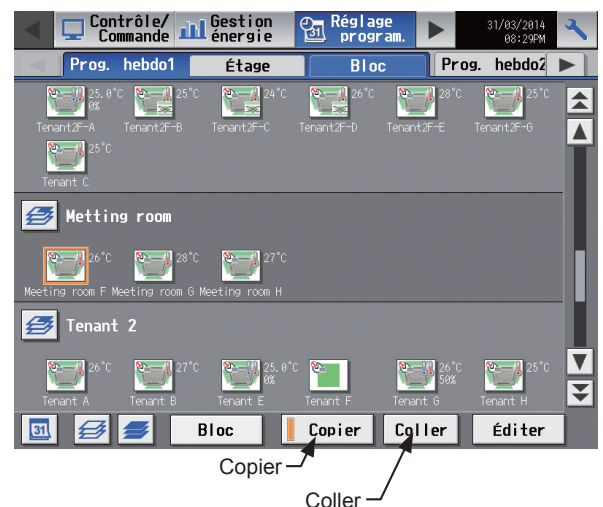 Contrôle/ Commande
Gestion énergie
31
Réglage program.
31/03/2014
08:29PM
Prog. hebdo1
Étage
Bloc
Prog. hebdo2
25.0°C 25°C 24°C 26°C 28°C 25°C
0%
Tenant2F-A Tenant2F-B Tenant2F-C Tenant2F-D Tenant2F-E Tenant2F-G
25°C
Tenant C
Metting room
26°C 28°C 27°C
Meeting room F Meeting room G Meeting room H
Tenant 2
26°C 27°C 25.0°C 26°C 25°C
0% 50%
Tenant A Tenant B Tenant E Tenant F Tenant G Tenant H
31 Bloc Copier Coller Éditer
Copier
Coller